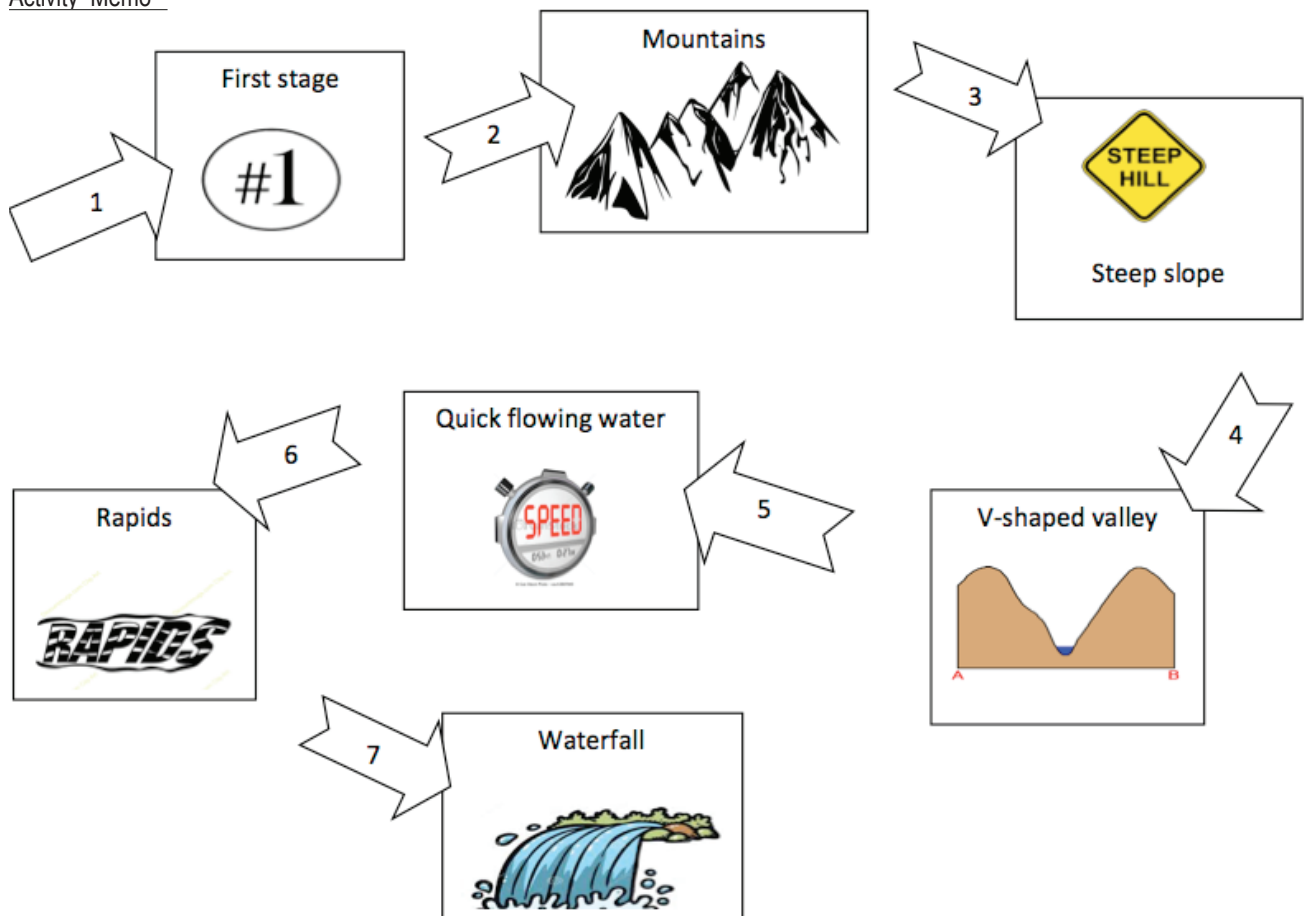 Activity Memo
1
First stage
#1
2
Mountains
3
STEEP
HILL
Steep slope
4
V-shaped valley
A B
5
Quick flowing water
SPEED
6
Rapids
RAPIDS
7
Waterfall